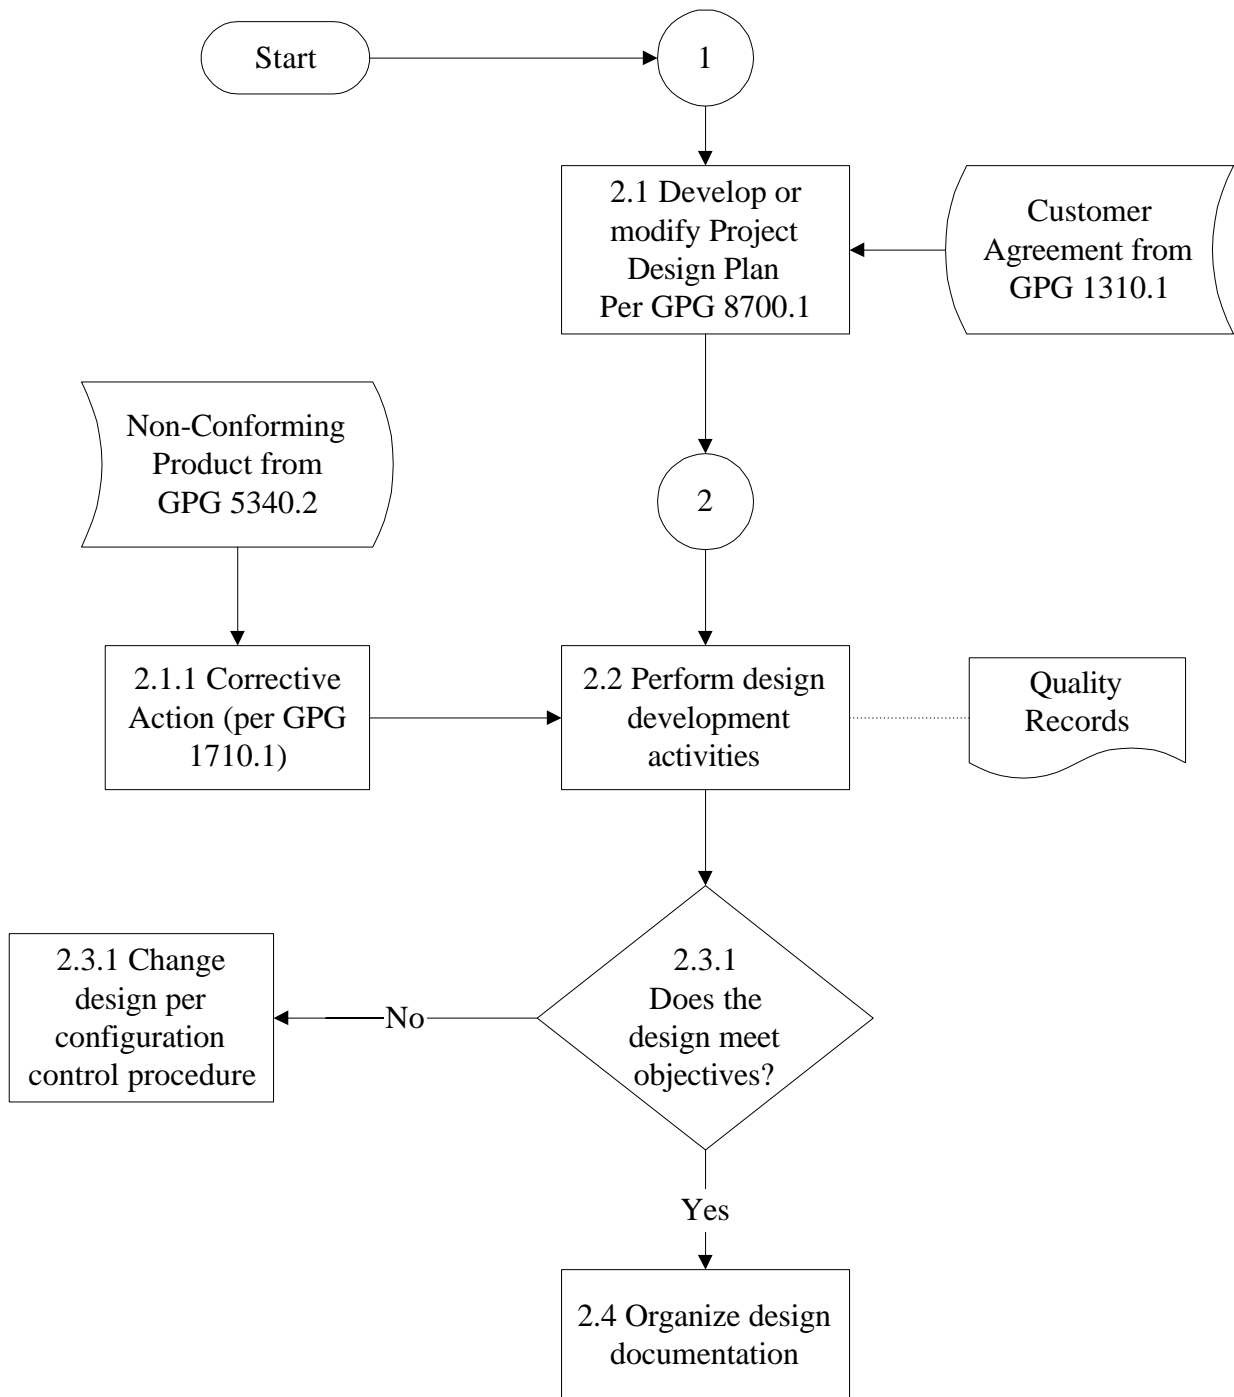 Start
1
2.1 Develop or
modify Project
Design Plan
Per GPG 8700.1
Customer
Agreement from
GPG 1310.1
Non-Conforming
Product from
GPG 5340.2
2
2.1.1 Corrective
Action (per GPG
1710.1)
2.2 Perform design
development
activities
Quality
Records
2.3.1 Change
design per
configuration
control procedure
No
2.3.1
Does the
design meet
objectives?
Yes
2.4 Organize design
documentation